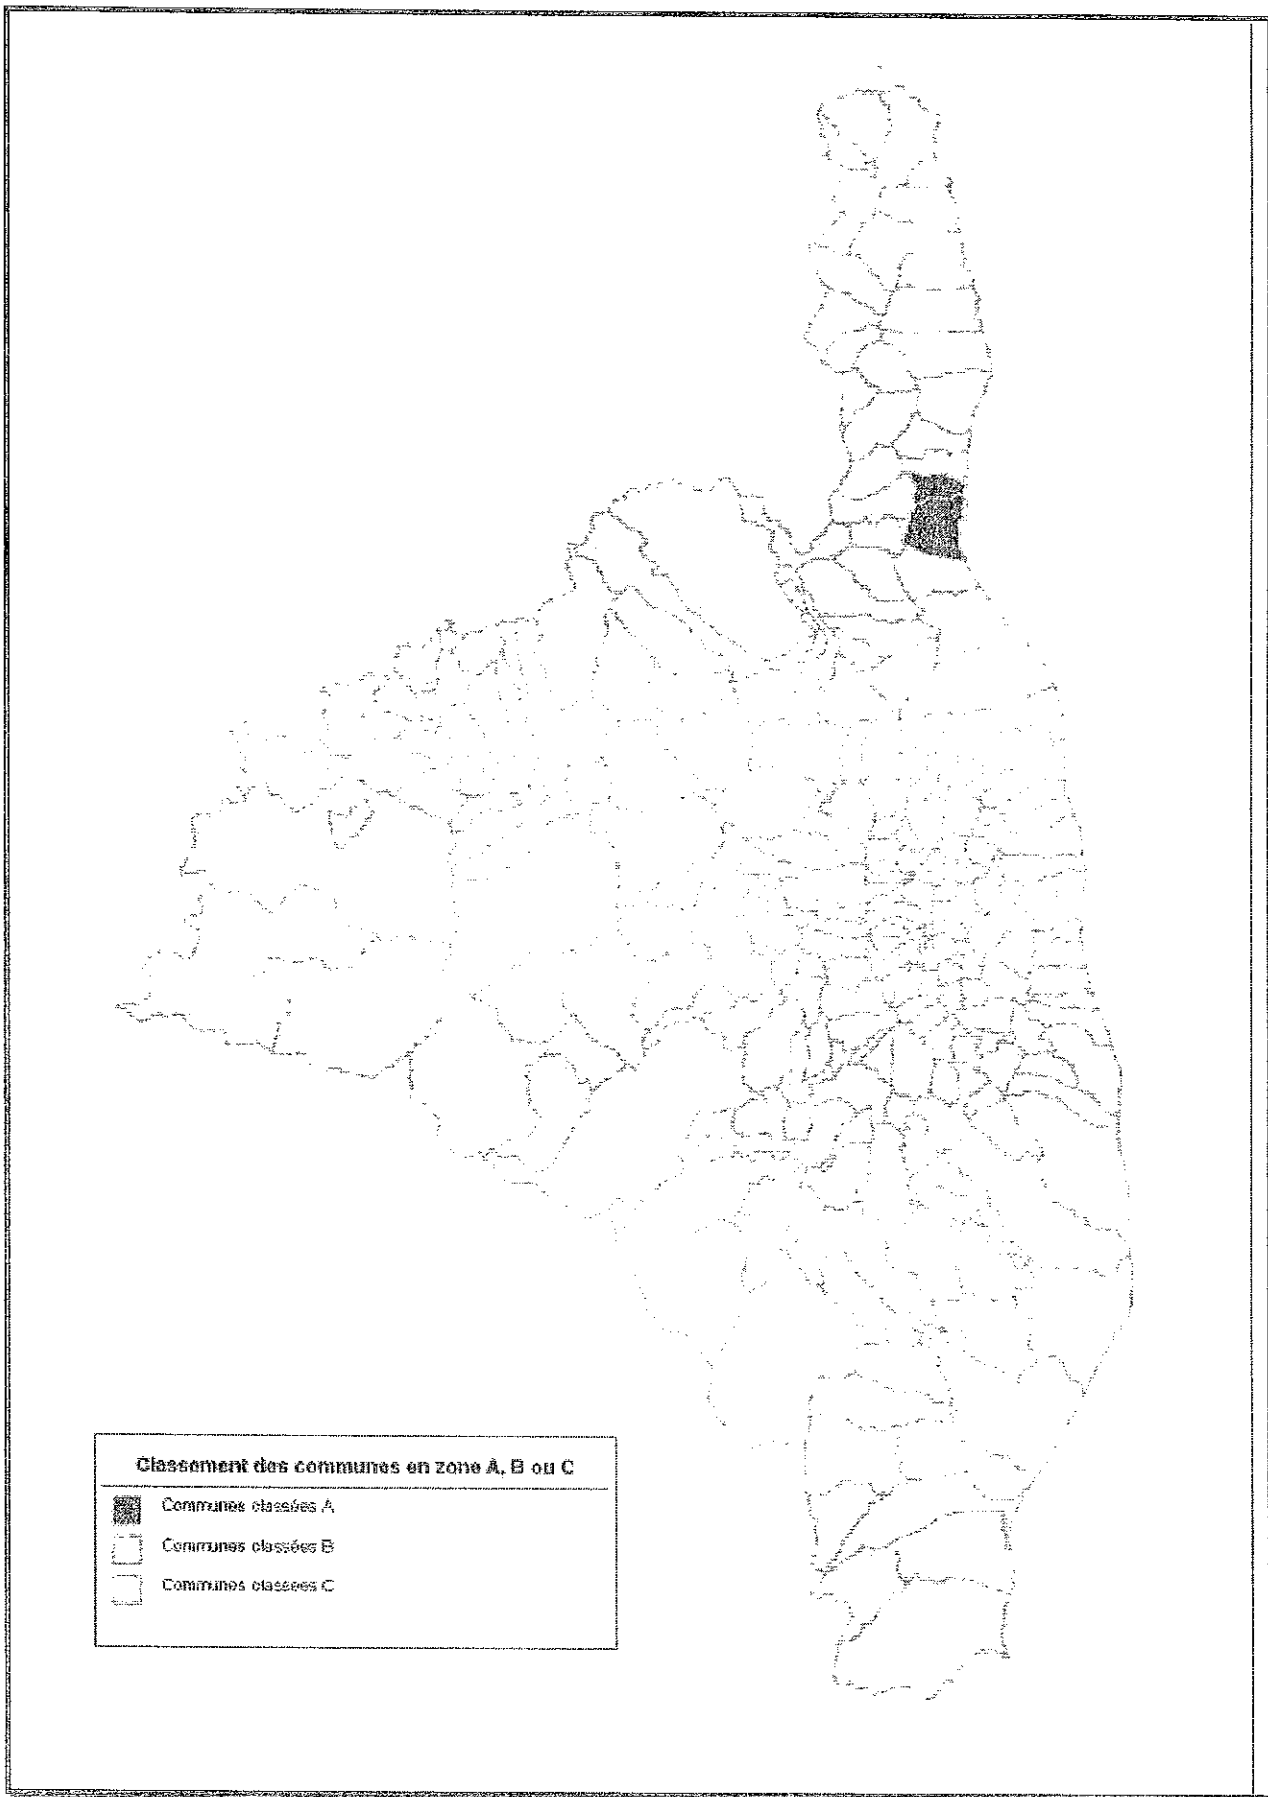 Classement des communes en zone A, B ou C
Communes classées A
Communes classées B
Communes classées C